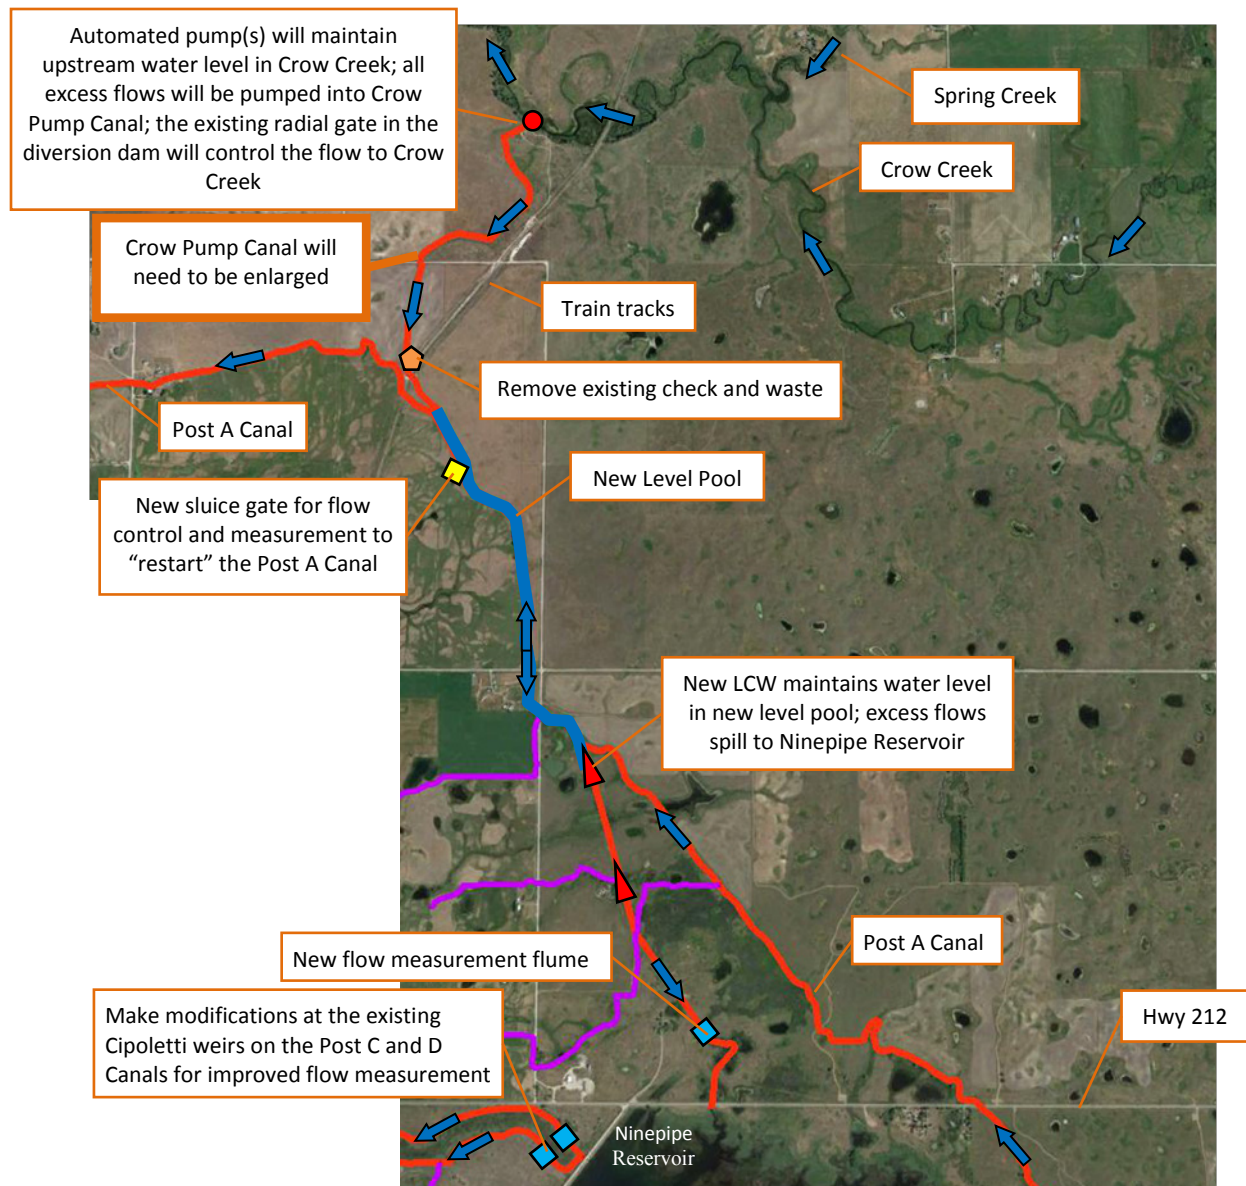 Automated pump(s) will maintain
upstream water level in Crow Creek; all
excess flows will be pumped into Crow
Pump Canal; the existing radial gate in the
diversion dam will control the flow to Crow
Creek
Spring Creek
Crow Creek
Crow Pump Canal will
need to be enlarged
Train tracks
Remove existing check and waste
Post A Canal
New Level Pool
New sluice gate for flow
control and measurement to
“restart” the Post A Canal
New LCW maintains water level
in new level pool; excess flows
spill to Ninepipe Reservoir
Post A Canal
New flow measurement flume
Make modifications at the existing
Cipoletti weirs on the Post C and D
Canals for improved flow measurement
Hwy 212
Ninepipe
Reservoir